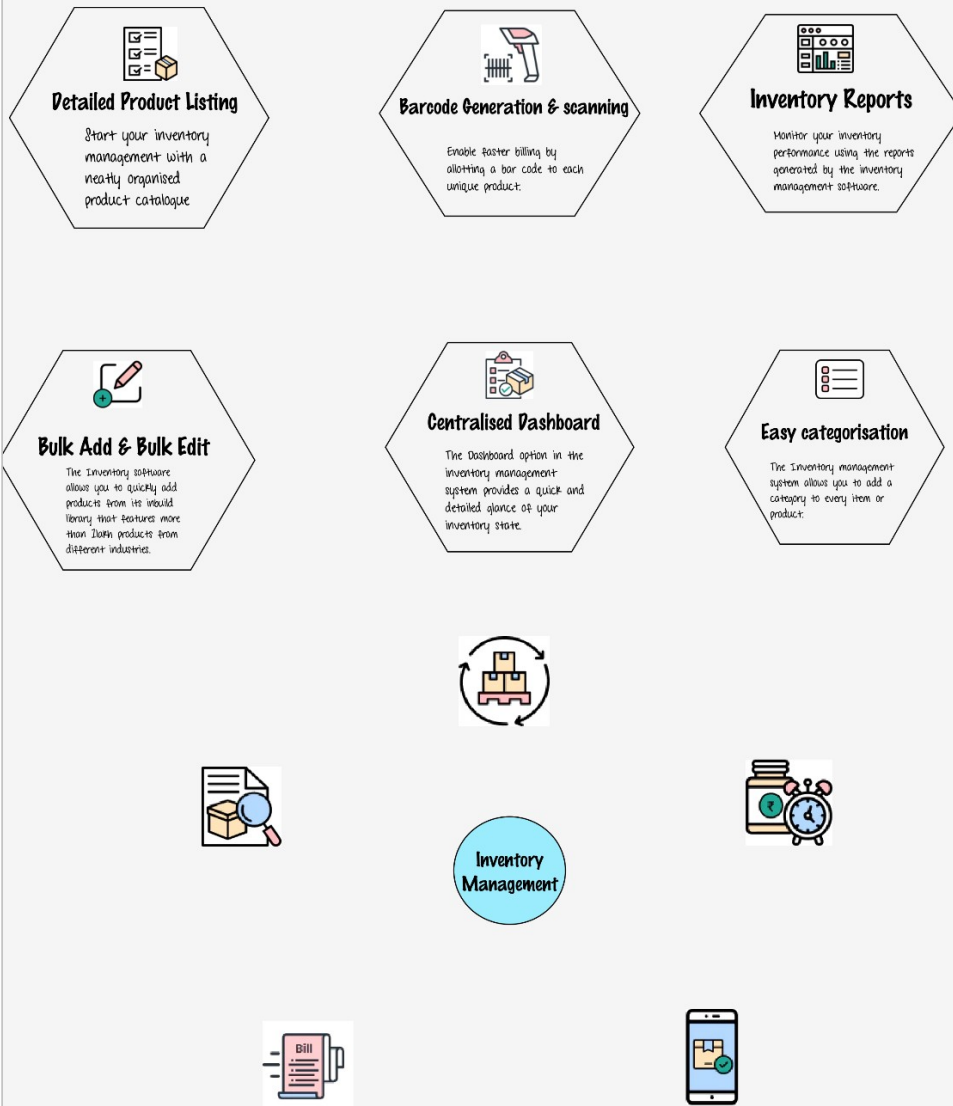 Detailed Product Listing
Start your inventory
management with a
neatly organised
product catalogue
Barcode Generation & scanning
Enable faster billing by
allotting a bar code to each
unique product.
Inventory Reports
Monitor your inventory
performance using the reports
generated by the inventory
management software.
Bulk Add & Bulk Edit
The Inventory software
allows you to quickly add
products from its inbuild
library that features more
than 2lakh products from
different industries.
Centralised Dashboard
The Dashboard option in the
inventory management
system provides a quick and
detailed glance of your
inventory state.
Easy categorisation
The Inventory management
system allows you to add a
category to every item or
product.
₹
Inventory
Management
Bill